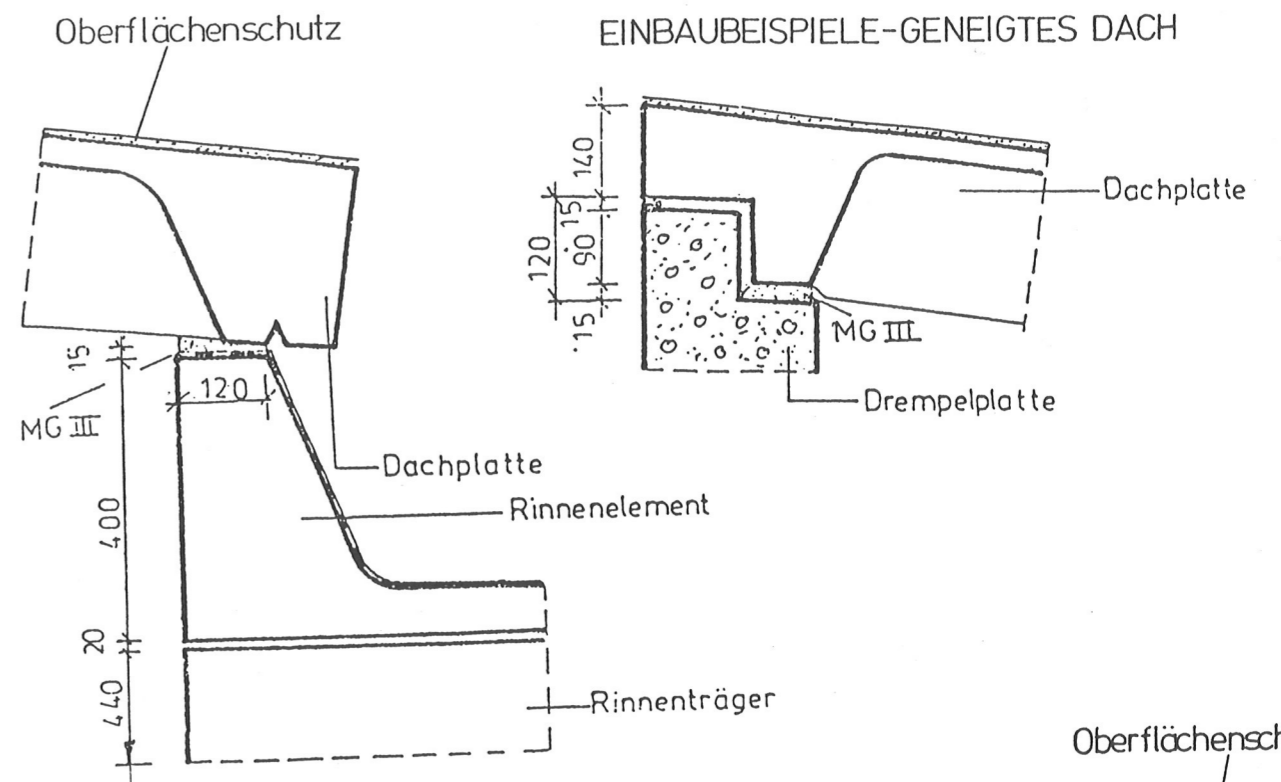 Oberflächenschutz
EINBAUBEISPIELE-GENEIGTES DACH
140
15
120
90
15
Dachplatte
MG III
Drempelplatte
15
120
MG III
Dachplatte
Rinnenelement
400
20
440
Rinnenträger